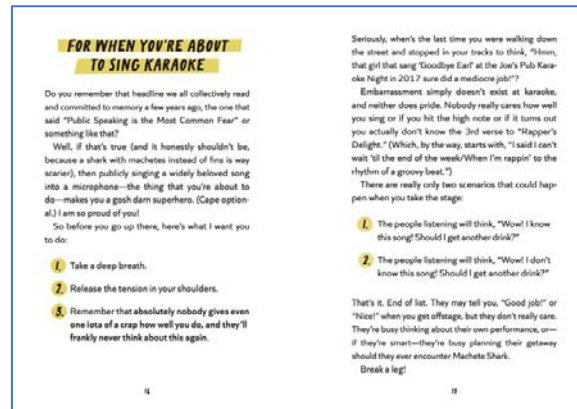 FOR WHEN YOU'RE ABOUT
TO SING KARAOKE
Do you remember that headline we all collectively read
and committed to memory a few years ago, the one that
said "Public Speaking is the Most Common Fear" or
something like that?
Well, if that's true (and it honestly shouldn't be,
because a shark with machetes instead of fins is way
scarier), then publicly singing a widely beloved song
into a microphone—the thing that you're about to
do—makes you a gosh darn superhero. (Cape option-
al.) I am so proud of you!
So before you go up there, here's what I want you
to do:
1. Take a deep breath.
2. Release the tension in your shoulders.
3. Remember that absolutely nobody gives even
one iota of a crap how well you do, and they'll
frankly never think about this again.
Seriously, when's the last time you were walking down
the street and stopped in your tracks to think, "Hmm,
that girl that sang 'Goodbye Earl' at the Joe's Pub Kara-
oke Night in 2017 sure did a mediocre job!"?
Embarrassment simply doesn't exist at karaoke,
and neither does pride. Nobody really cares how well
you sing or if you hit the high note or if it turns out
you actually don't know the 3rd verse to "Rapper's
Delight." (Which, by the way, starts with, "I said I can't
wait 'til the end of the week/When I'm rappin' to the
rhythm of a groovy beat.")
There are really only two scenarios that could hap-
pen when you take the stage:
1. The people listening will think, "Wow! I know
this song! Should I get another drink?"
2. The people listening will think, "Wow! I don't
know this song! Should I get another drink?"
That's it. End of list. They may tell you, "Good job!" or
"Nice!" when you get offstage, but they don't really care.
They're busy thinking about their own performance, or—
if they're smart—they're busy planning their getaway
should they ever encounter Machete Shark.
Break a leg!